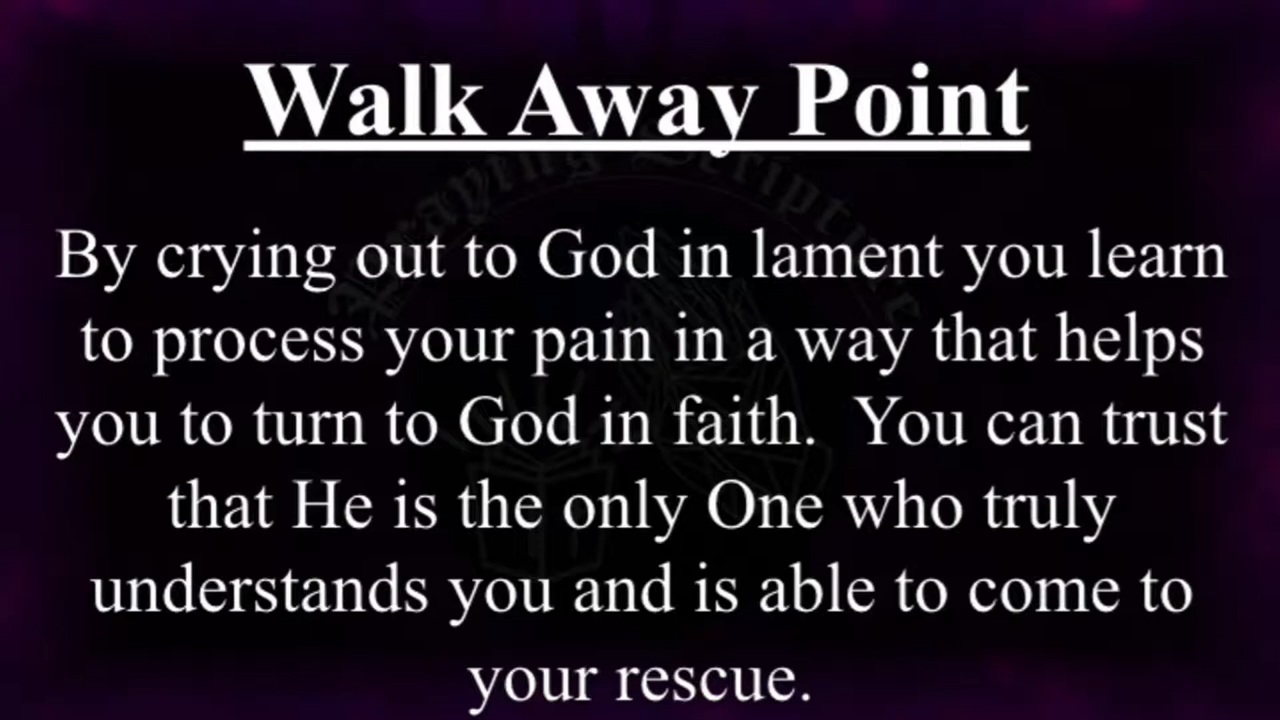 Walk Away Point
Praying Scripture
By crying out to God in lament you learn
to process your pain in a way that helps
you to turn to God in faith.  You can trust
that He is the only One who truly
understands you and is able to come to
your rescue.